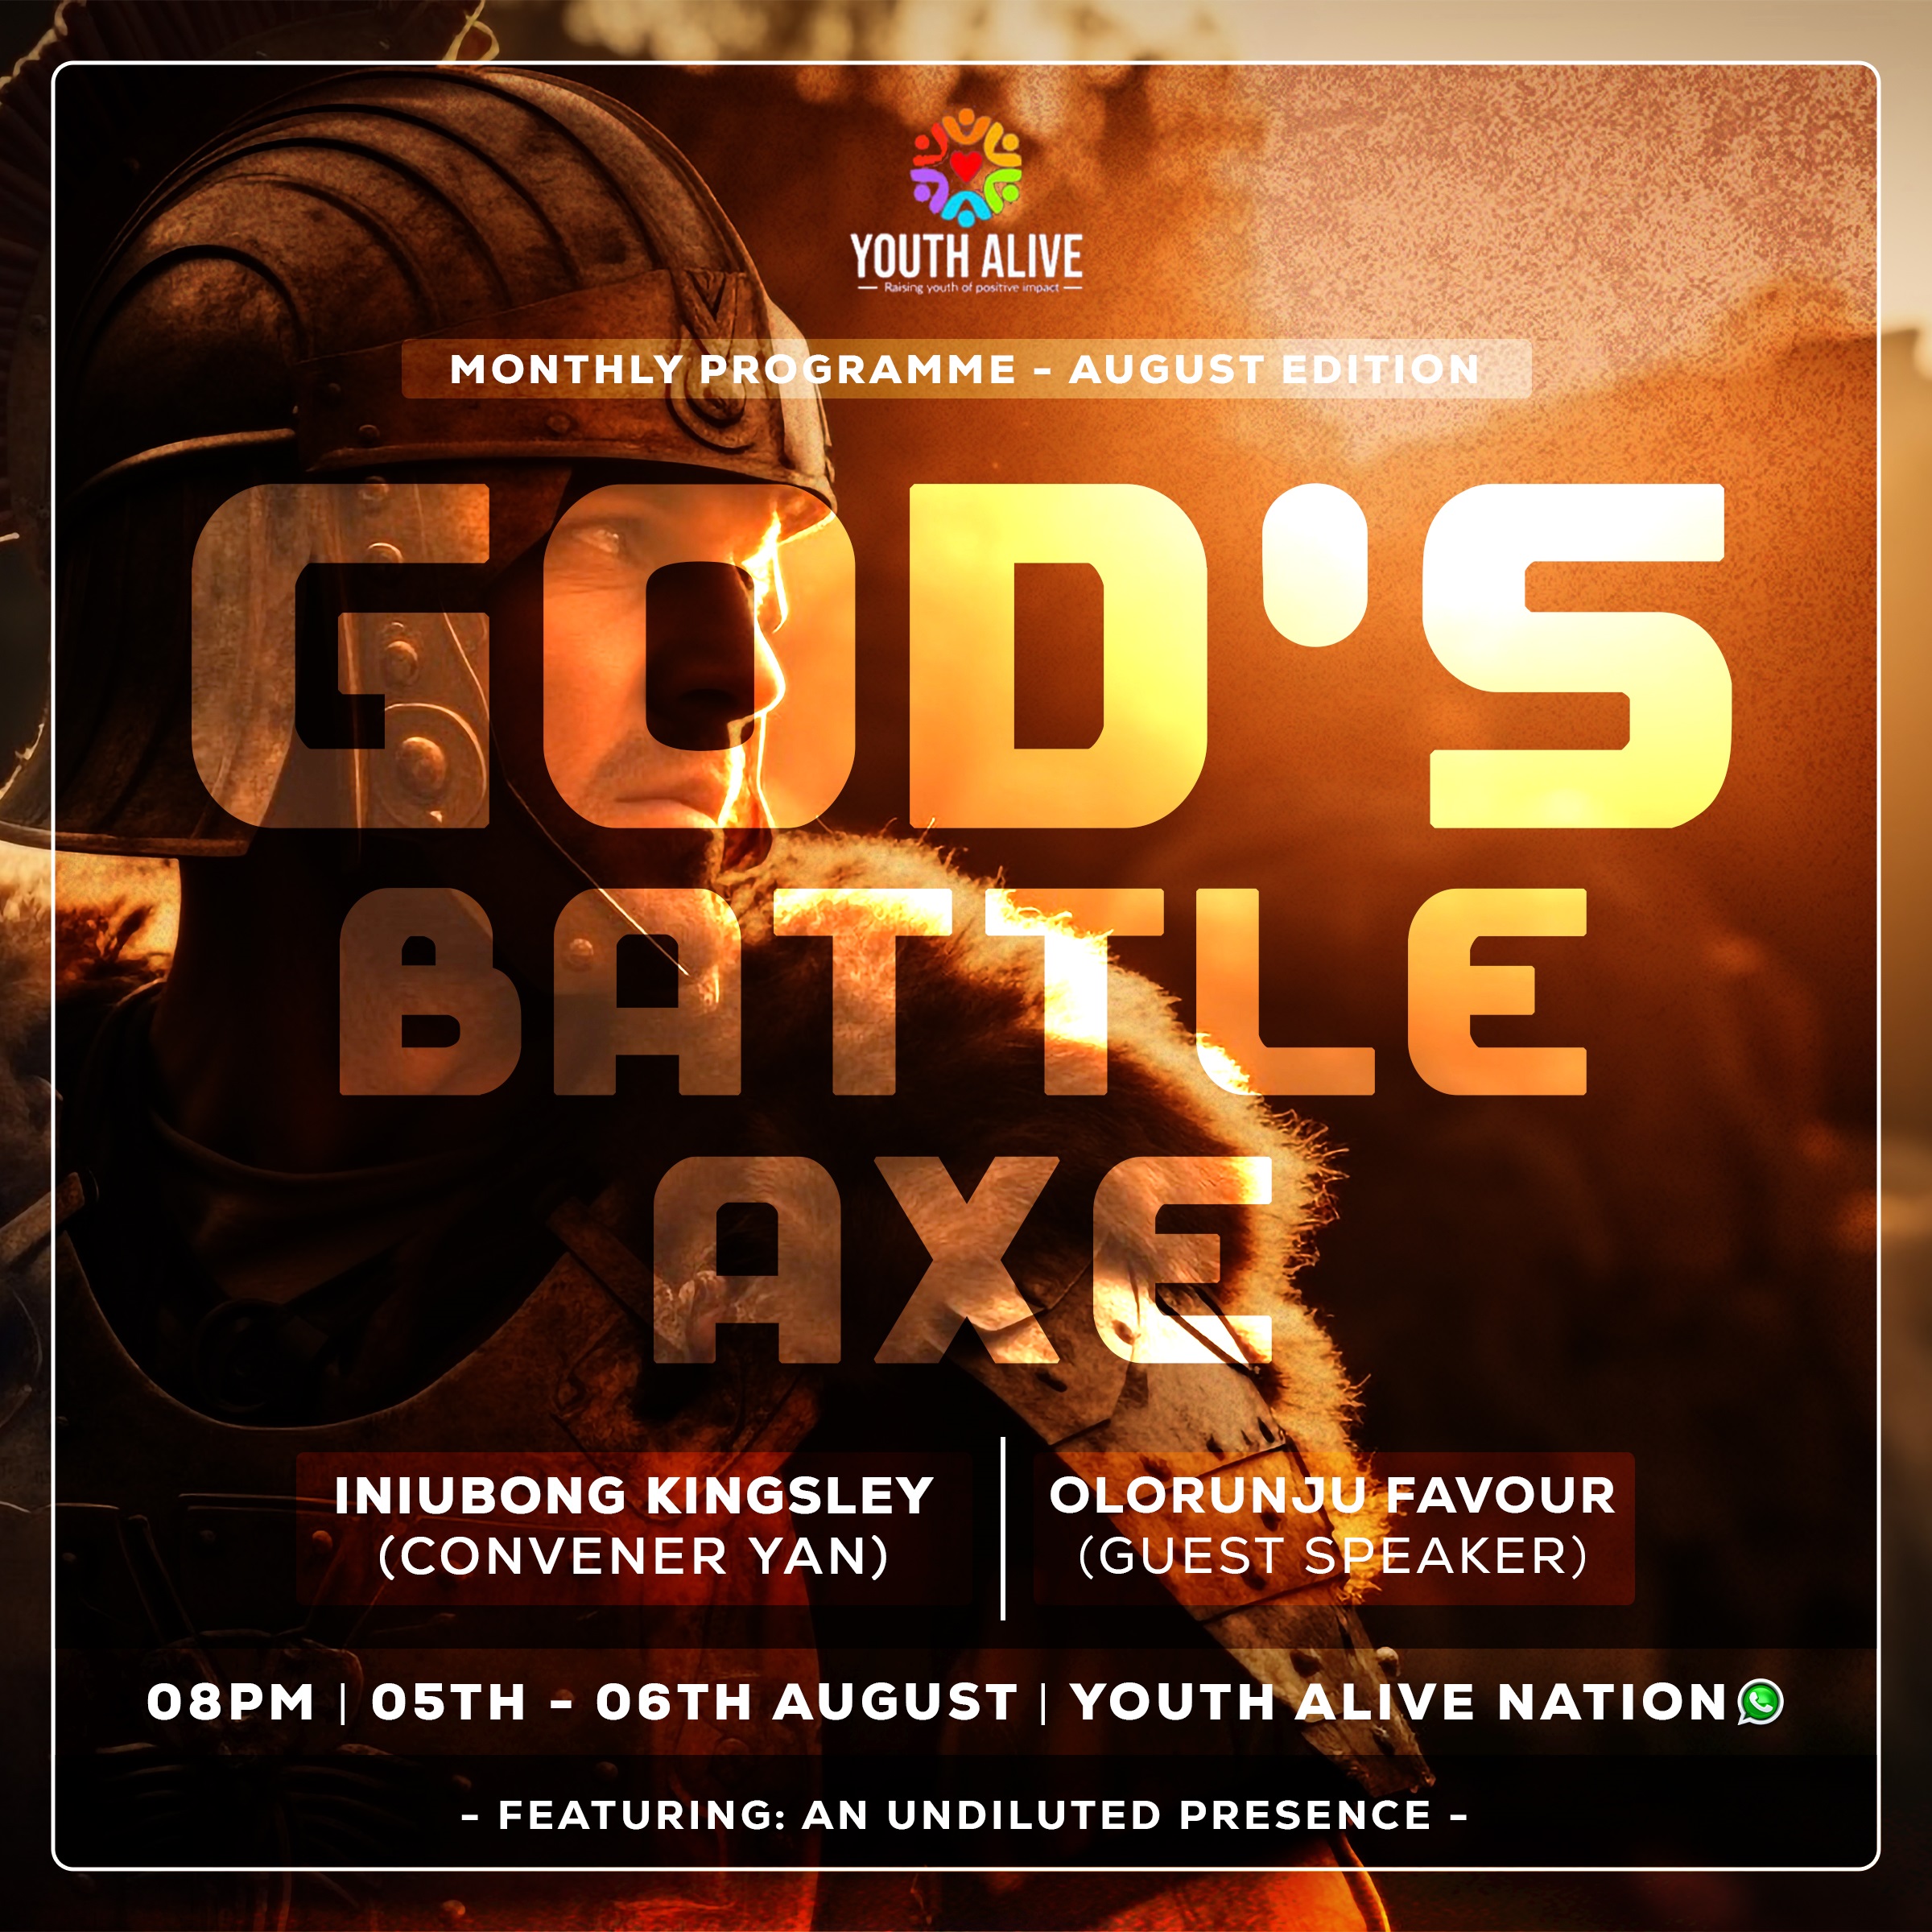 YOUTH ALIVE
— Raising youth of positive impact —
MONTHLY PROGRAMME - AUGUST EDITION
GOD'S
BATTLE
AXE
INIUBONG KINGSLEY
(CONVENER YAN)
OLORUNJU FAVOUR
(GUEST SPEAKER)
08PM | 05TH - 06TH AUGUST | YOUTH ALIVE NATION
- FEATURING: AN UNDILUTED PRESENCE -